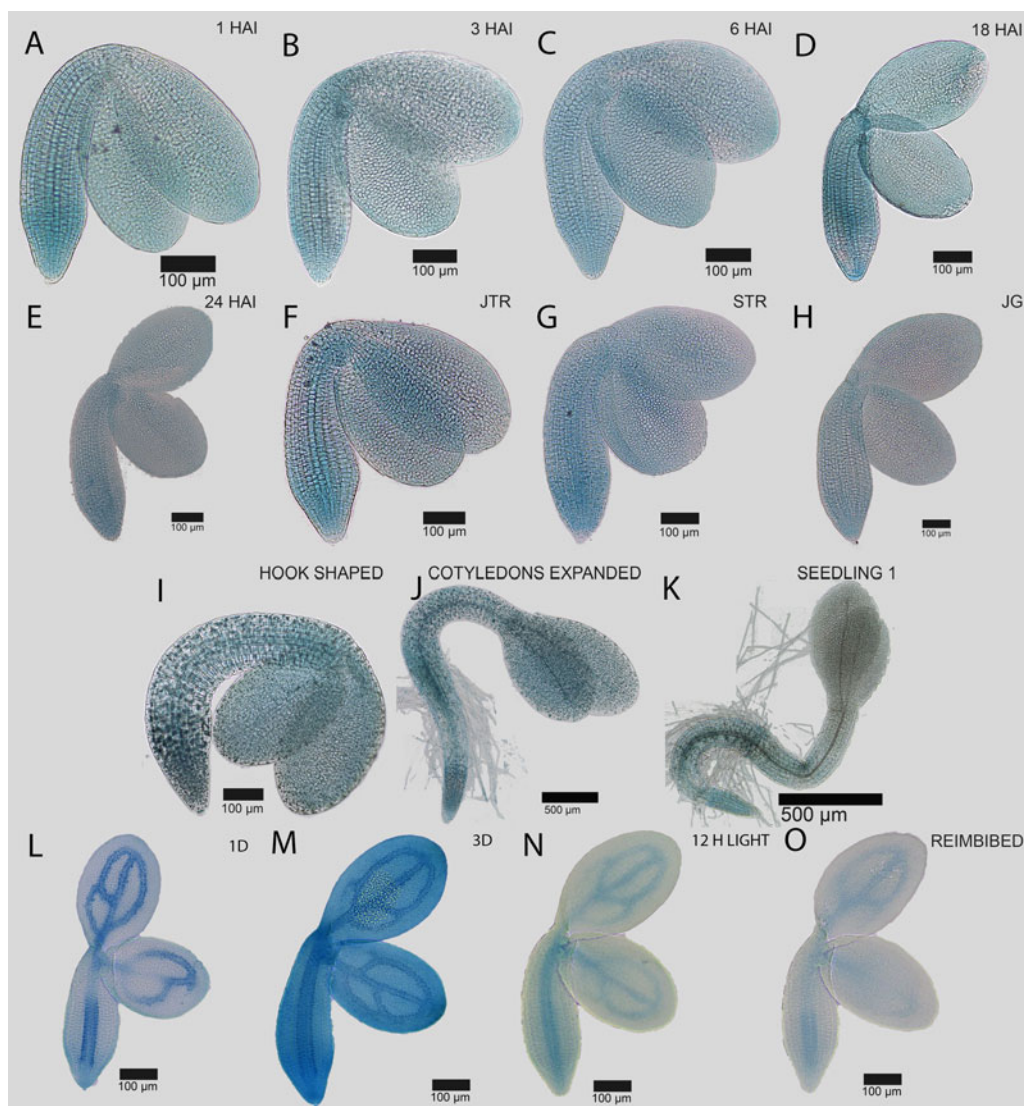 A 1 HAI
B 3 HAI
C 6 HAI
D 18 HAI
100 µm
100 µm
100 µm
100 µm
E 24 HAI
F JTR
G STR
H JG
100 µm
100 µm
100 µm
100 µm
I HOOK SHAPED
J COTYLEDONS EXPANDED
K SEEDLING 1
100 µm
500 µm
500 µm
L 1D
M 3D
N 12 H LIGHT
O REIMBIBED
100 µm
100 µm
100 µm
100 µm